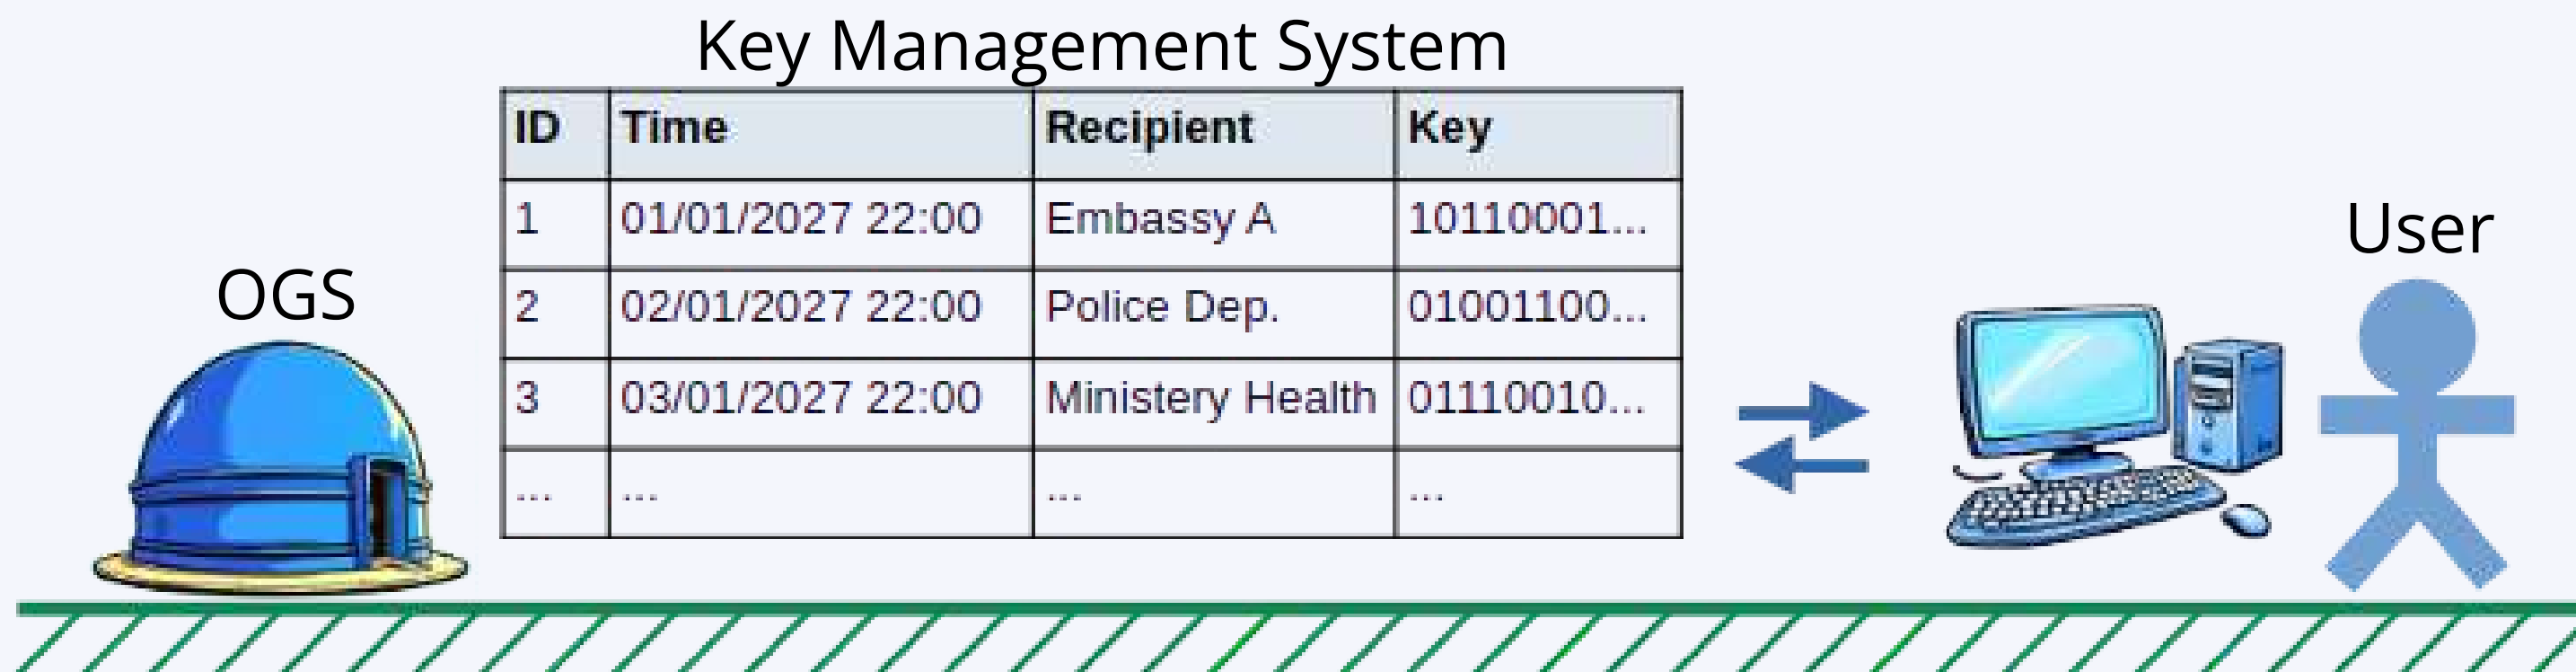 Key Management System
ID Time Recipient Key
1 01/01/2027 22:00 Embassy A 10110001...
2 02/01/2027 22:00 Police Dep. 01001100...
3 03/01/2027 22:00 Ministery Health 01110010...
... ... ... ...
OGS
User